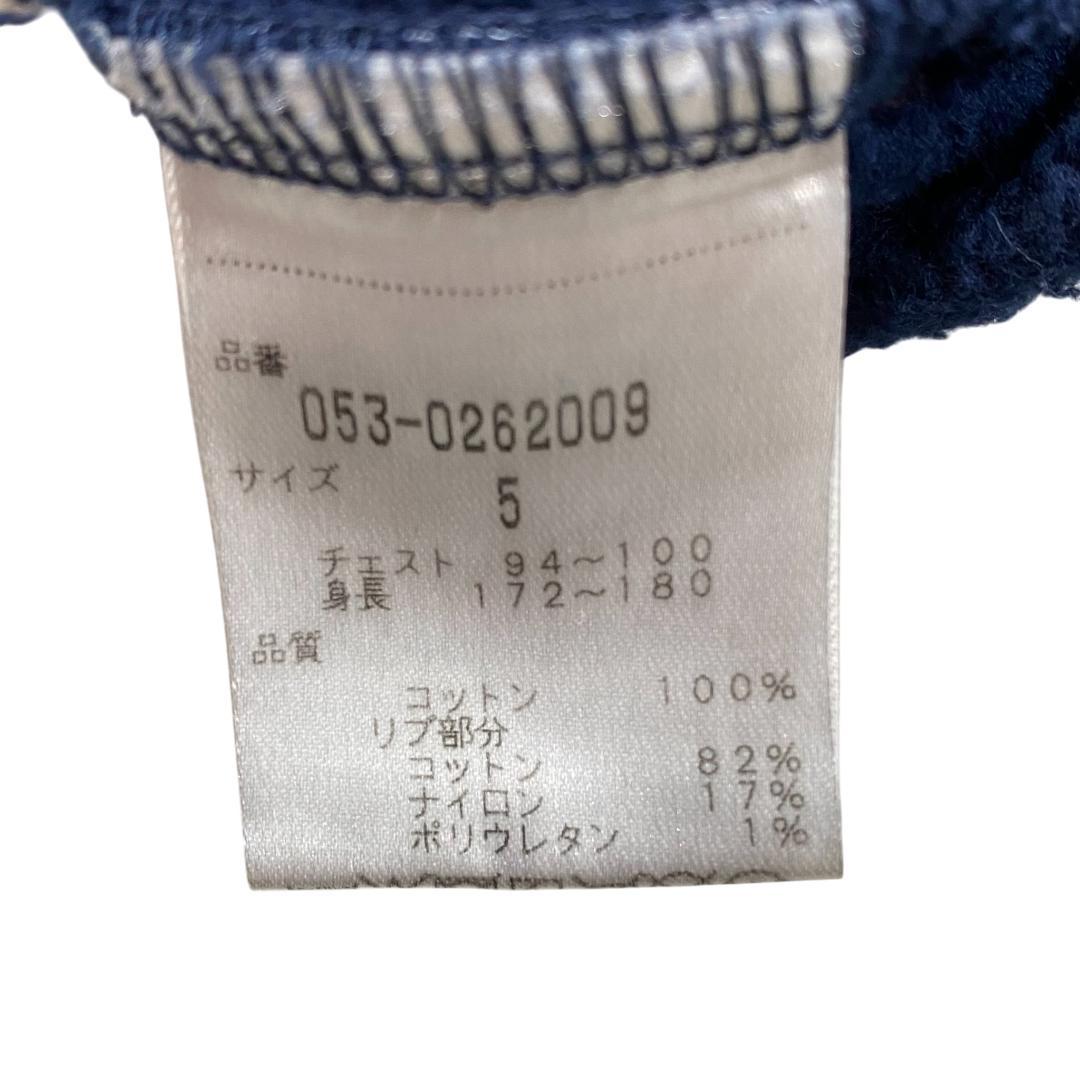 品番
053-0262009
サイズ
5
チェスト 94～100
身長 172～180
品質
コットン 100%
リブ部分
コットン 82%
ナイロン 17%
ポリウレタン 1%